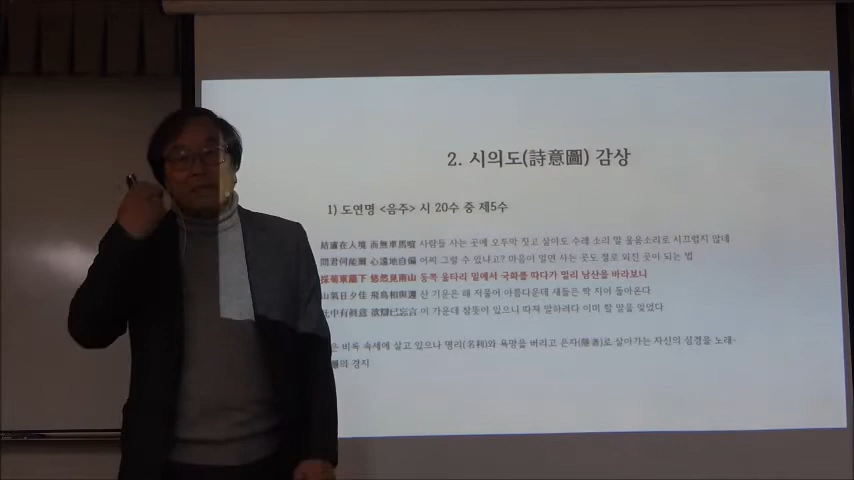 2. 시의도(詩意圖) 감상
1) 도연명 <음주> 시 20수 중 제5수
結廬在人境 而無車馬喧 사람들 사는 곳에 오두막 짓고 살아도 수레 소리 말 울음소리로 시끄럽지 않네
問君何能爾 心遠地自偏 어찌 그럴 수 있냐고? 마음이 멀면 사는 곳도 절로 외진 곳이 되는 법
採菊東籬下 悠然見南山 동쪽 울타리 밑에서 국화를 따다가 멀리 남산을 바라보니
山氣日夕佳 飛鳥相與還 산 기운은 해 저물어 아름다운데 새들은 짝 지어 돌아온다
此中有眞意 欲辯已忘言 이 가운데 참뜻이 있으니 따져 말하려다 이미 할 말을 잊었다
은 비록 속세에 살고 있으나 명리(名利)와 욕망을 버리고 은자(隱者)로 살아가는 자신의 심경을 노래-
의 경지